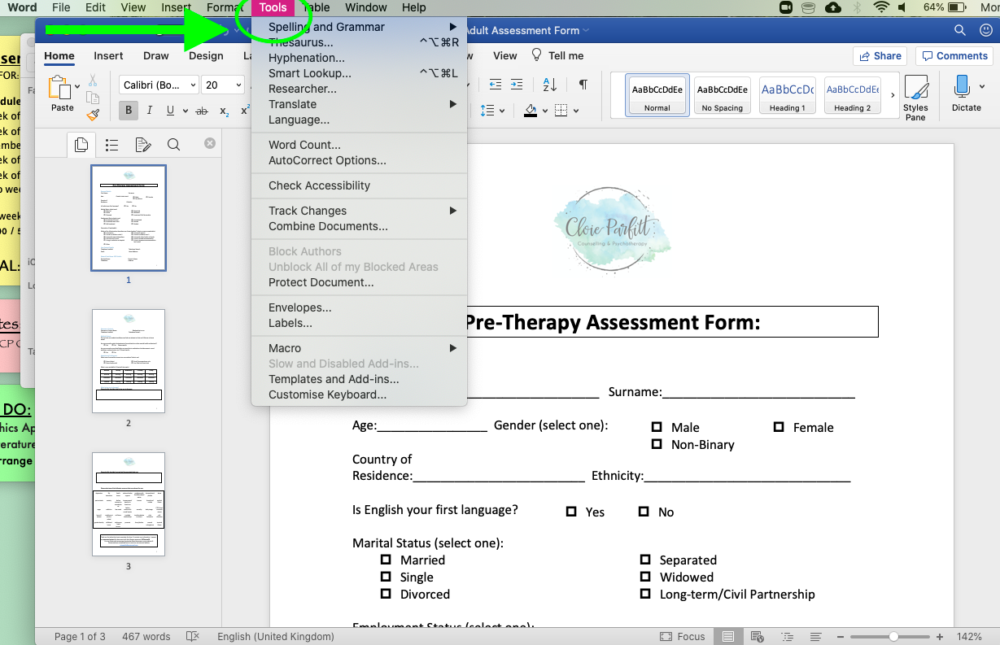 Word File Edit View Insert Format Tools Table Window Help 64% Mon
Adult Assessment Form
Home Insert Draw Design View Tell me Share Comments
Paste
Calibri (Bo... 20
B I U ab x₂ x²
AaBbCcDdEe AaBbCcDdEe AaBbCcDc AaBbCcDdEe
Normal No Spacing Heading 1 Heading 2
Styles
Pane
Dictate
Spelling and Grammar
Thesaurus... ^⌥⌘R
Hyphenation...
Smart Lookup... ^⌥⌘L
Researcher...
Translate
Language...
Word Count...
AutoCorrect Options...
Check Accessibility
Track Changes
Combine Documents...
Block Authors
Unblock All of my Blocked Areas
Protect Document...
Envelopes...
Labels...
Macro
Slow and Disabled Add-ins...
Templates and Add-ins...
Customise Keyboard...
FOR:
DO:
1
2
3
Cloie Parfitt
Counselling & Psychotherapy
Pre-Therapy Assessment Form:
Surname:
Age: Gender (select one): Male Female
Non-Binary
Country of
Residence: Ethnicity:
Is English your first language? Yes No
Marital Status (select one):
Married Separated
Single Widowed
Divorced Long-term/Civil Partnership
Employment Status (select one):
Page 1 of 3 467 words English (United Kingdom) Focus 142%